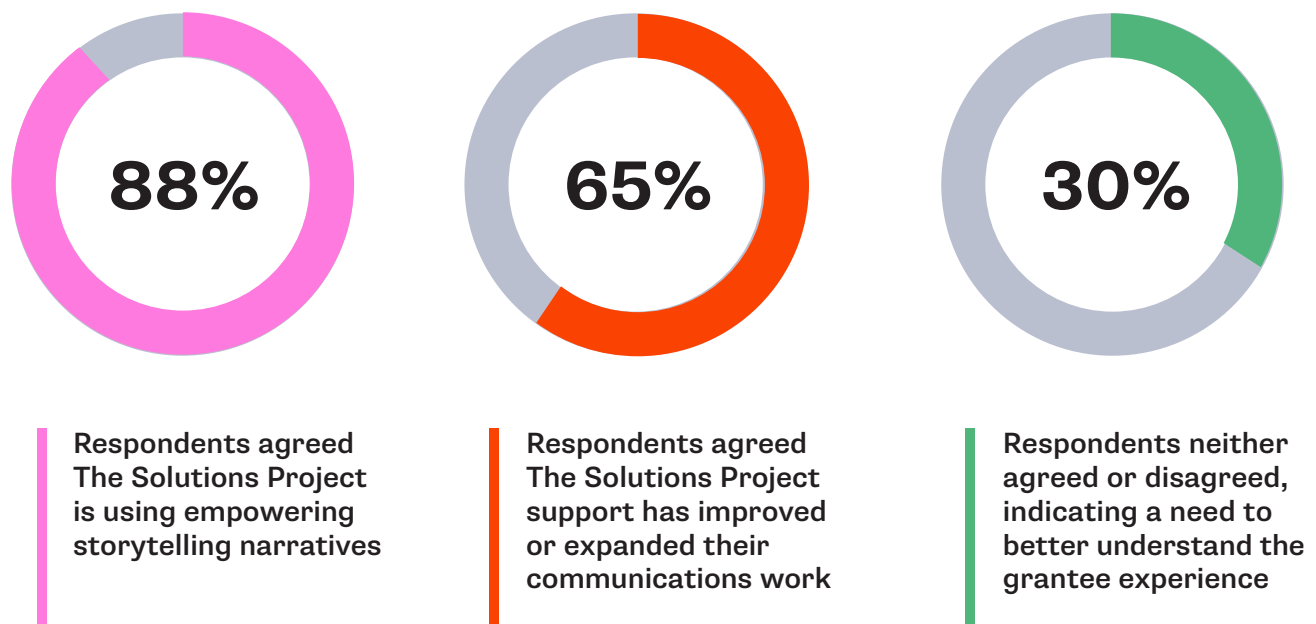 88%
65%
30%
Respondents agreed
The Solutions Project
is using empowering
storytelling narratives
Respondents agreed
The Solutions Project
support has improved
or expanded their
communications work
Respondents neither
agreed or disagreed,
indicating a need to
better understand the
grantee experience